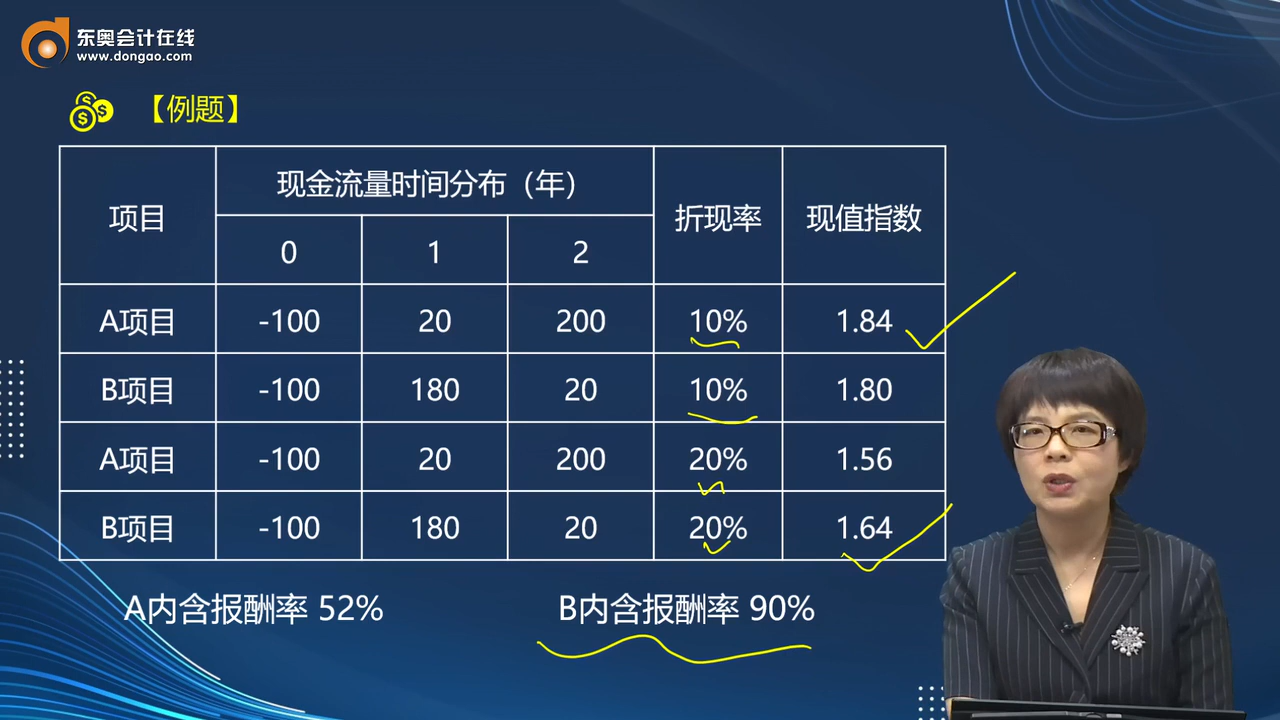 东奥会计在线
www.dongao.com
【例题】
项目 现金流量时间分布（年） 折现率 现值指数
0 1 2
A项目 -100 20 200 10% 1.84
B项目 -100 180 20 10% 1.80
A项目 -100 20 200 20% 1.56
B项目 -100 180 20 20% 1.64
A内含报酬率 52% B内含报酬率 90%